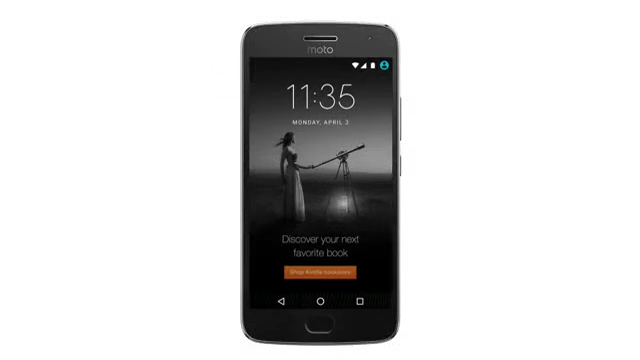 moto
11:35
MONDAY, APRIL 3
Discover your next
favorite book
Shop Kindle bookstore